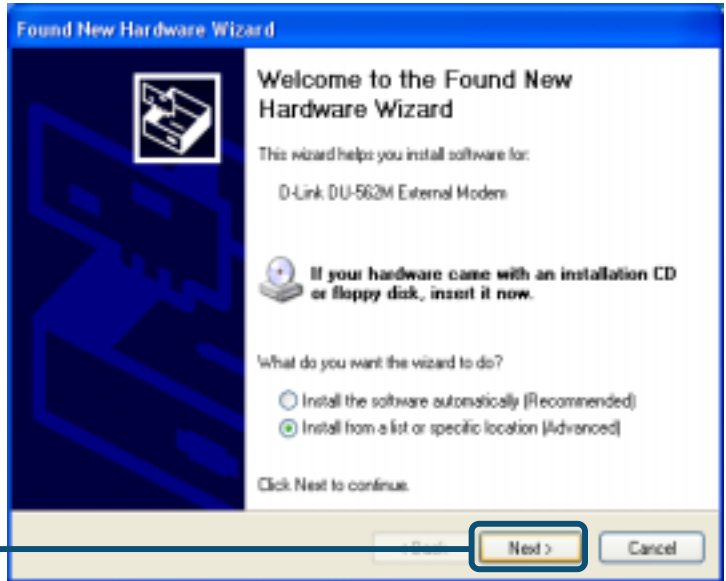 Found New Hardware Wizard
Welcome to the Found New
Hardware Wizard
This wizard helps you install software for:
D-Link DU-562M External Modem
If your hardware came with an installation CD
or floppy disk, insert it now.
What do you want the wizard to do?
Install the software automatically (Recommended)
Install from a list or specific location (Advanced)
Click Next to continue.
< Back
Next >
Cancel